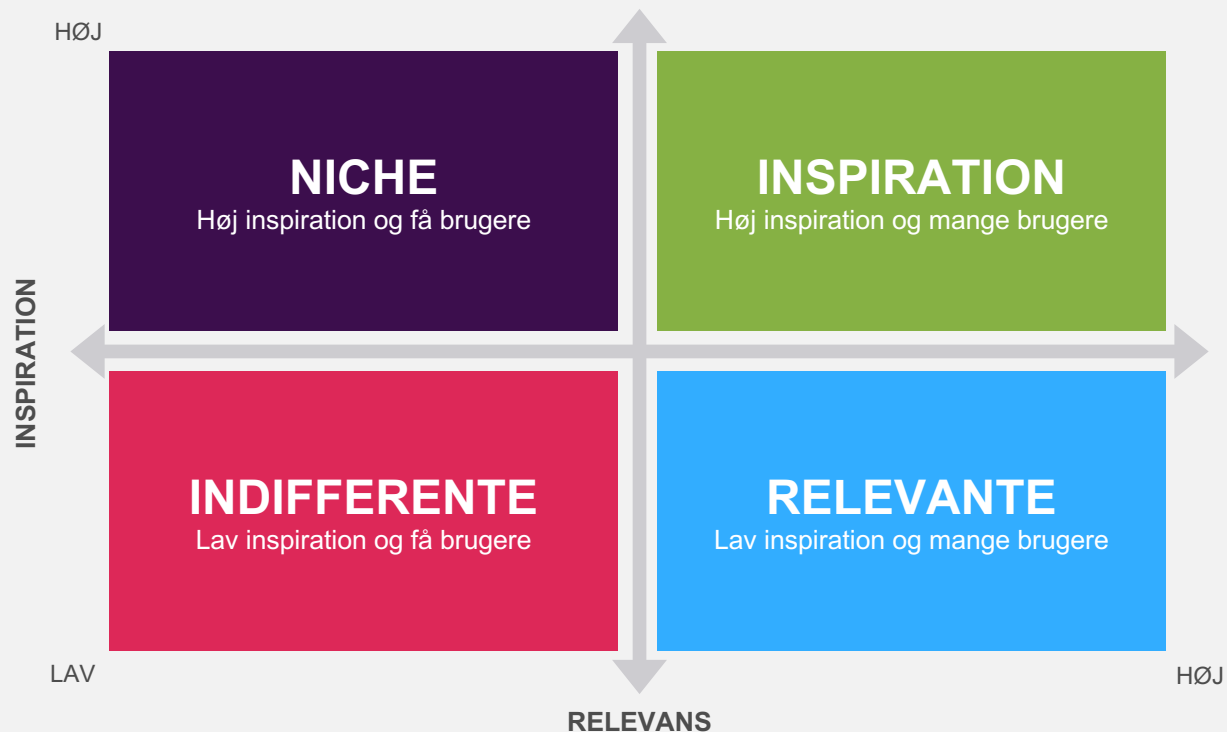 HØJ
NICHE
Høj inspiration og få brugere
INSPIRATION
Høj inspiration og mange brugere
INSPIRATION
INDIFFERENTE
Lav inspiration og få brugere
RELEVANTE
Lav inspiration og mange brugere
LAV
HØJ
RELEVANS